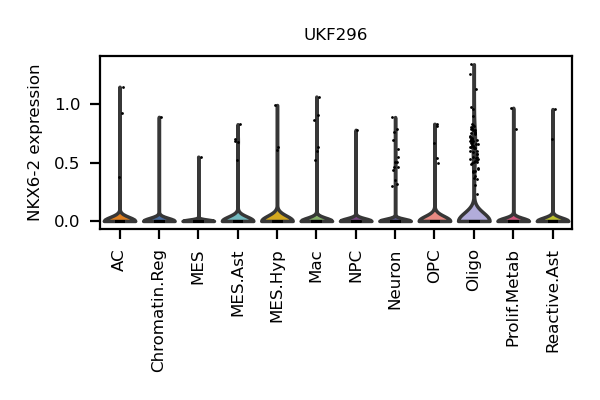 UKF296
NKX6-2 expression
1.0
0.5
0.0
AC
Chromatin.Reg
MES
MES.Ast
MES.Hyp
Mac
NPC
Neuron
OPC
Oligo
Prolif.Metab
Reactive.Ast